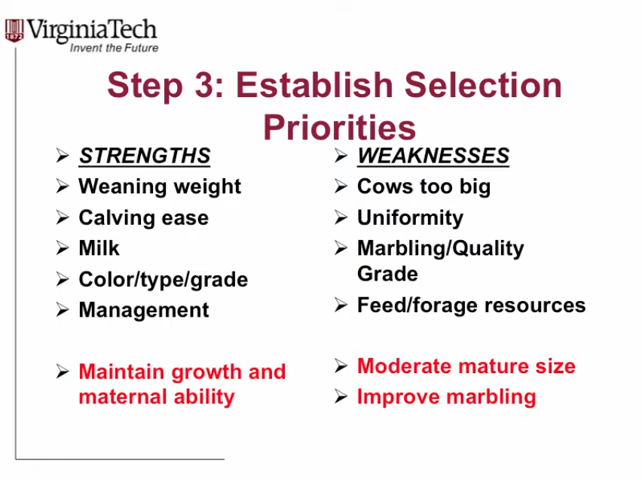 VirginiaTech
1872
Invent the Future
Step 3: Establish Selection
Priorities
STRENGTHS
Weaning weight
Calving ease
Milk
Color/type/grade
Management
Maintain growth and
maternal ability
WEAKNESSES
Cows too big
Uniformity
Marbling/Quality
Grade
Feed/forage resources
Moderate mature size
Improve marbling